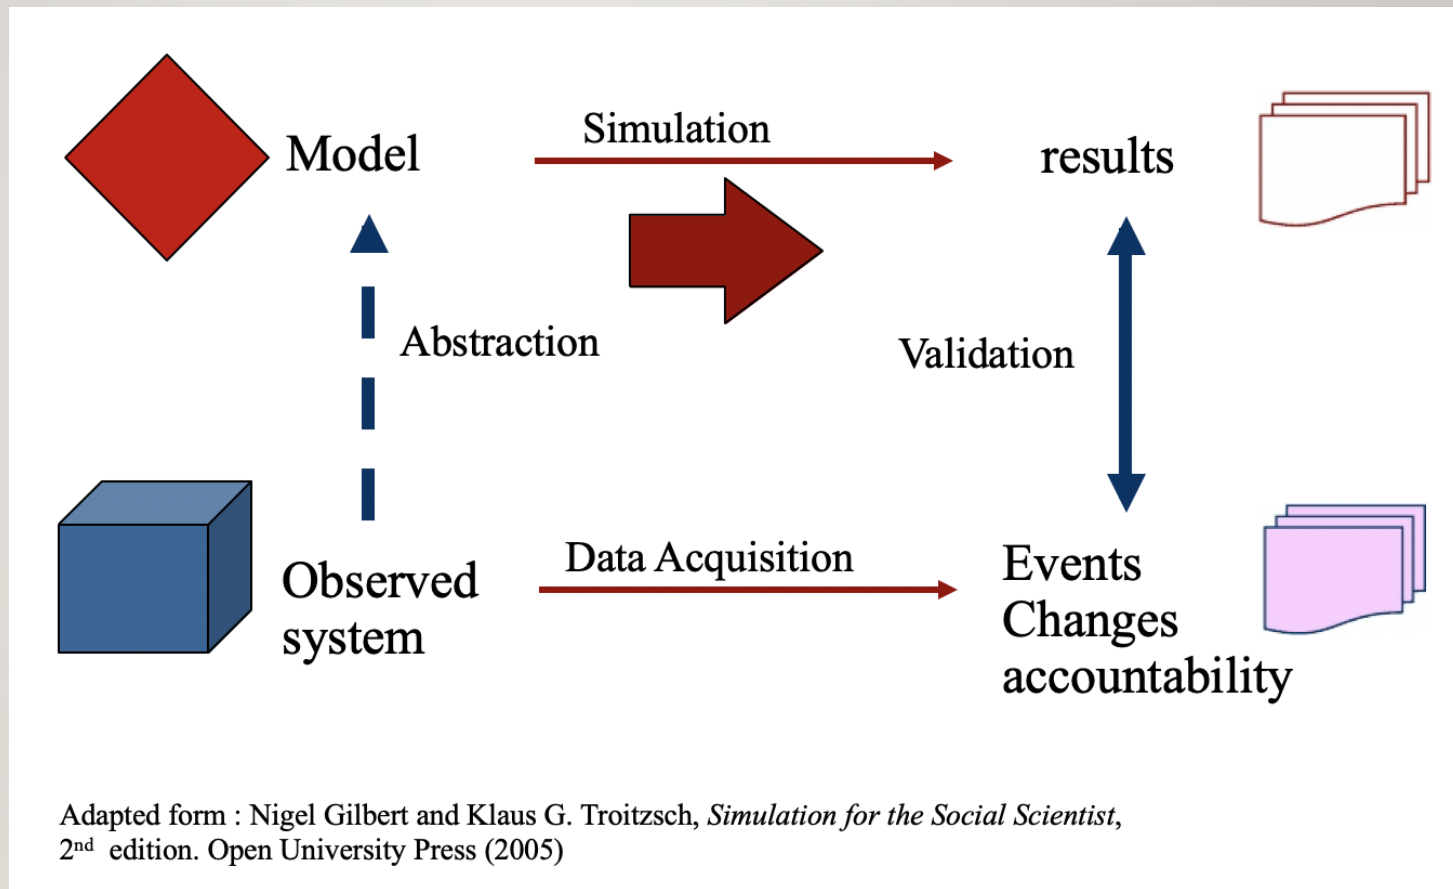 Model
Simulation
results
Abstraction
Validation
Observed
system
Data Acquisition
Events
Changes
accountability
Adapted form : Nigel Gilbert and Klaus G. Troitzsch, Simulation for the Social Scientist,
2nd edition. Open University Press (2005)